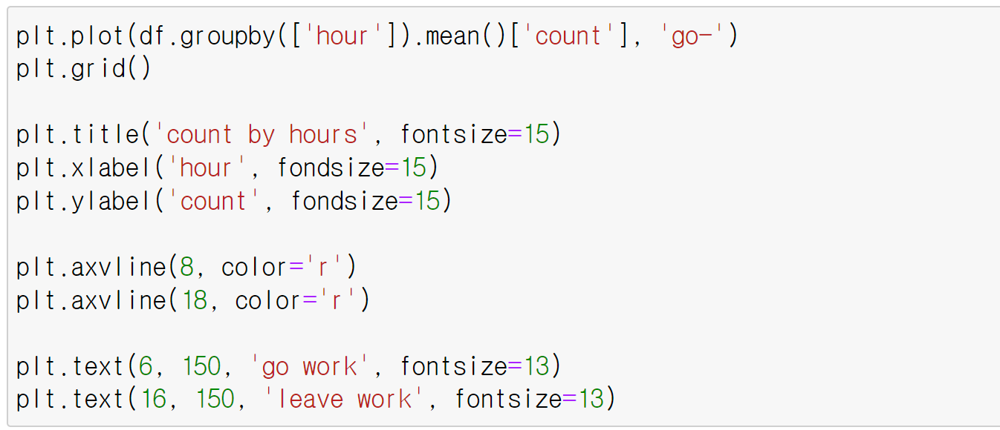 plt.plot(df.groupby(['hour']).mean()['count'], 'go-')
plt.grid()
plt.title('count by hours', fontsize=15)
plt.xlabel('hour', fondsize=15)
plt.ylabel('count', fondsize=15)
plt.axvline(8, color='r')
plt.axvline(18, color='r')
plt.text(6, 150, 'go work', fontsize=13)
plt.text(16, 150, 'leave work', fontsize=13)